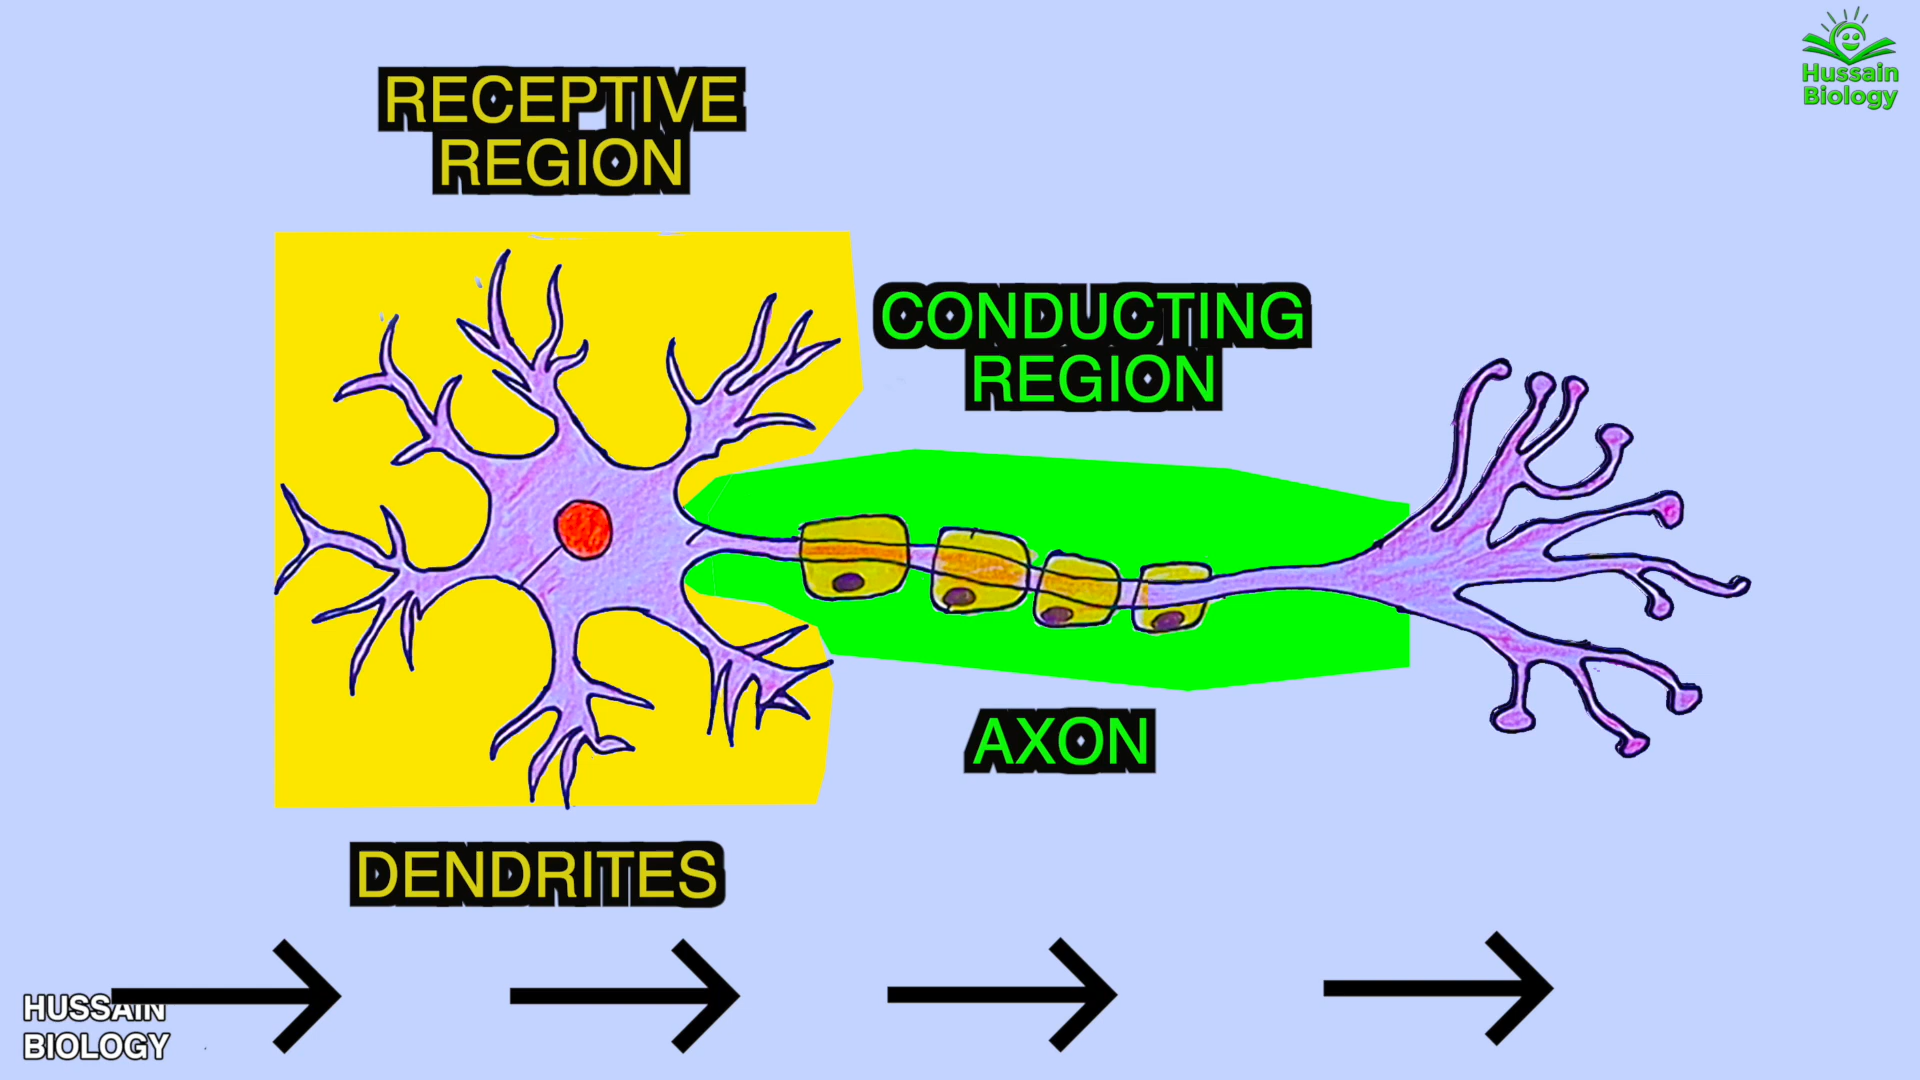 Hussain
Biology
RECEPTIVE
REGION
CONDUCTING
REGION
AXON
DENDRITES
HUSSAIN
BIOLOGY